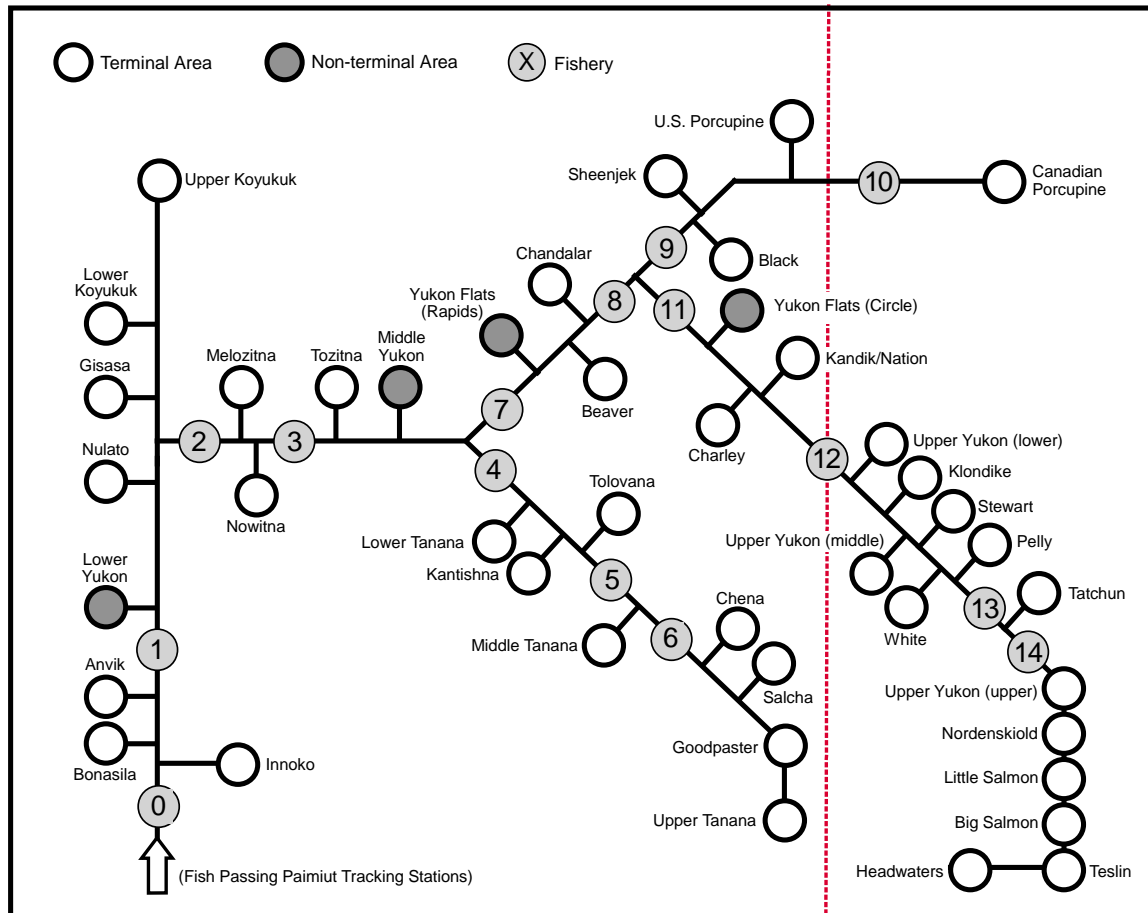 Terminal Area
Non-terminal Area
X
Fishery
U.S. Porcupine
Sheenjek
10
Canadian
Porcupine
Upper Koyukuk
9
Black
Chandalar
Lower
Koyukuk
Yukon Flats
(Rapids)
8
11
Yukon Flats (Circle)
Gisasa
Melozitna
Tozitna
Middle
Yukon
Kandik/Nation
Beaver
7
Charley
2
3
Nulato
Nowitna
4
12
Upper Yukon (lower)
Klondike
Stewart
Tolovana
Lower Tanana
Kantishna
Upper Yukon (middle)
Pelly
Lower
Yukon
5
White
13
Tatchun
1
Middle Tanana
6
Chena
14
Anvik
Salcha
Upper Yukon (upper)
Bonasila
Innoko
Goodpaster
Nordenskiold
0
Little Salmon
Upper Tanana
Big Salmon
(Fish Passing Paimiut Tracking Stations)
Headwaters
Teslin